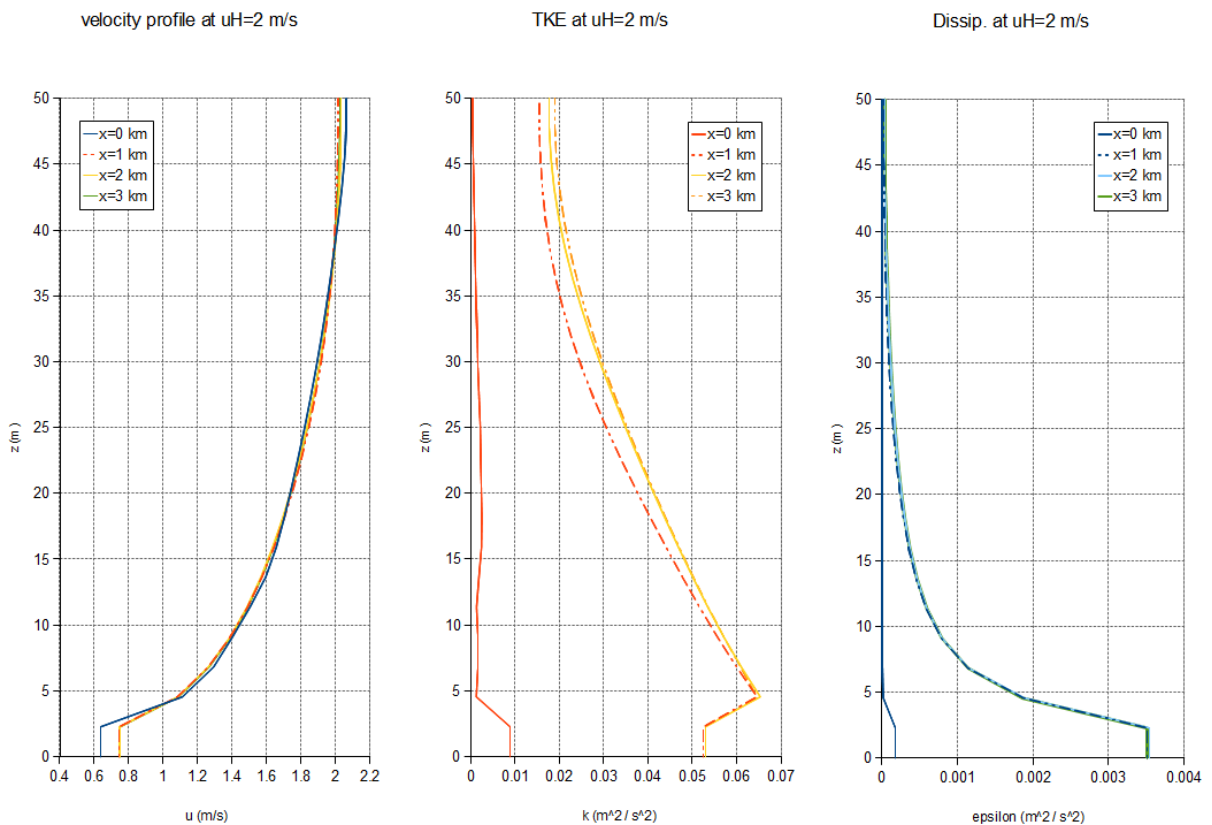 velocity profile at uH=2 m/s
TKE at uH=2 m/s
Dissip. at uH=2 m/s
50
45
40
35
30
25
20
15
10
5
0
z (m )
x=0 km
x=1 km
x=2 km
x=3 km
0.4 0.6 0.8 1 1.2 1.4 1.6 1.8 2 2.2
u (m/s)
50
45
40
35
30
25
20
15
10
5
0
z (m )
x=0 km
x=1 km
x=2 km
x=3 km
0 0.01 0.02 0.03 0.04 0.05 0.06 0.07
k (m^2 / s^2)
50
45
40
35
30
25
20
15
10
5
0
z (m )
x=0 km
x=1 km
x=2 km
x=3 km
0 0.001 0.002 0.003 0.004
epsilon (m^2 / s^2)